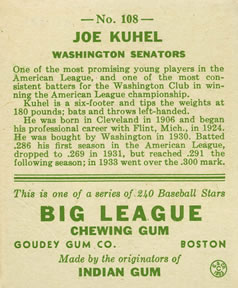 —No. 108—
JOE KUHEL
WASHINGTON SENATORS
One of the most promising young players in the
American League, and one of the most con-
sistent batters for the Washington Club in win-
ning the American League championship.
Kuhel is a six-footer and tips the weights at
180 pounds; bats and throws left-handed.
He was born in Cleveland in 1906 and began
his professional career with Flint, Mich., in 1924.
He was bought by Washington in 1930. Batted
.286 his first season in the American League,
dropped to .269 in 1931, but reached .291 the
following season; in 1933 went over the .300 mark.
This is one of a series of 240 Baseball Stars
BIG LEAGUE
CHEWING GUM
GOUDEY GUM CO. BOSTON
Made by the originators of
INDIAN GUM